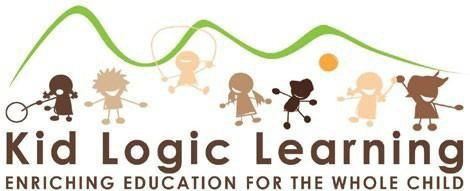 Kid Logic Learning
ENRICHING EDUCATION FOR THE WHOLE CHILD